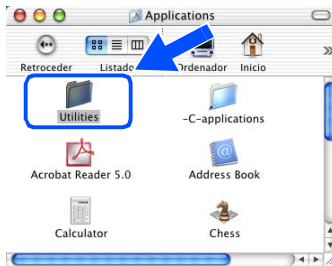 Applications
Retroceder Listado Ordenador Inicio
Utilities -C-applications
Acrobat Reader 5.0 Address Book
Calculator Chess